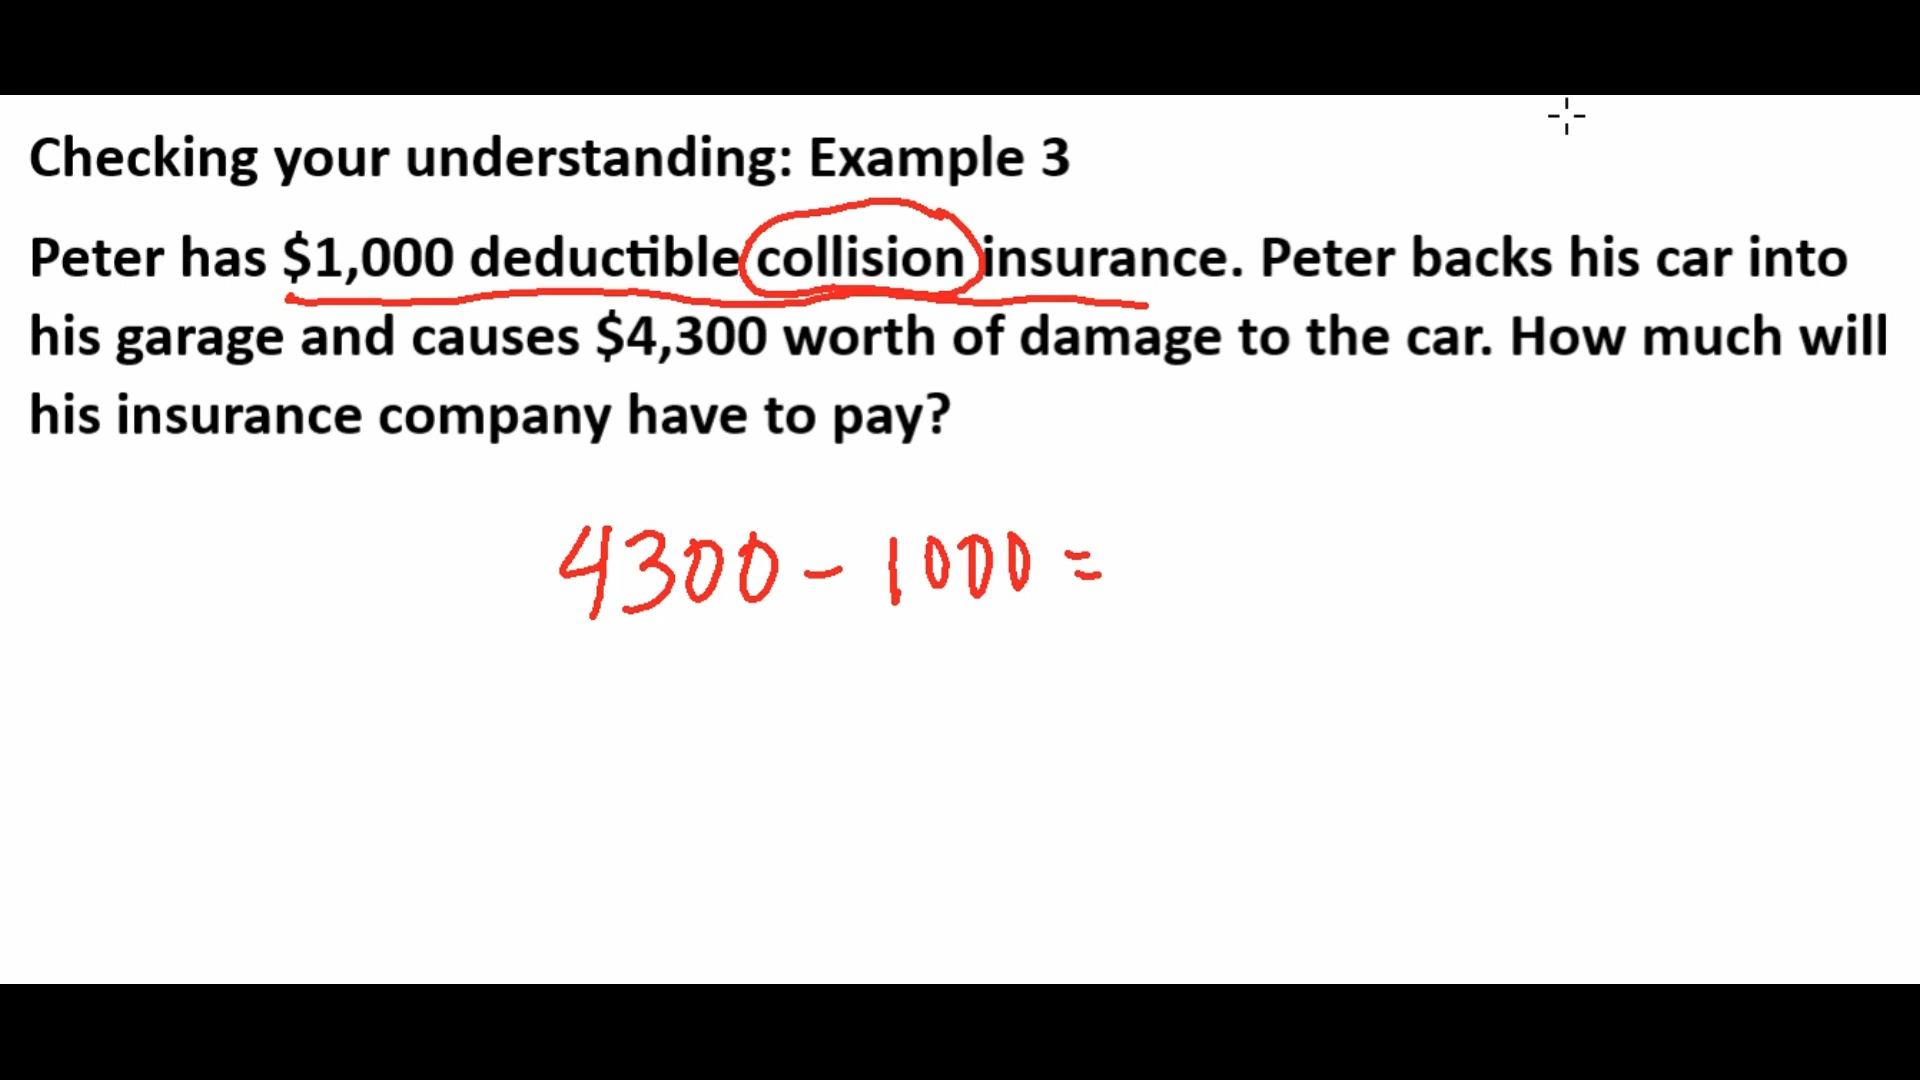 Checking your understanding: Example 3
Peter has $1,000 deductible collision insurance. Peter backs his car into
his garage and causes $4,300 worth of damage to the car. How much will
his insurance company have to pay?
4300 - 1000 =